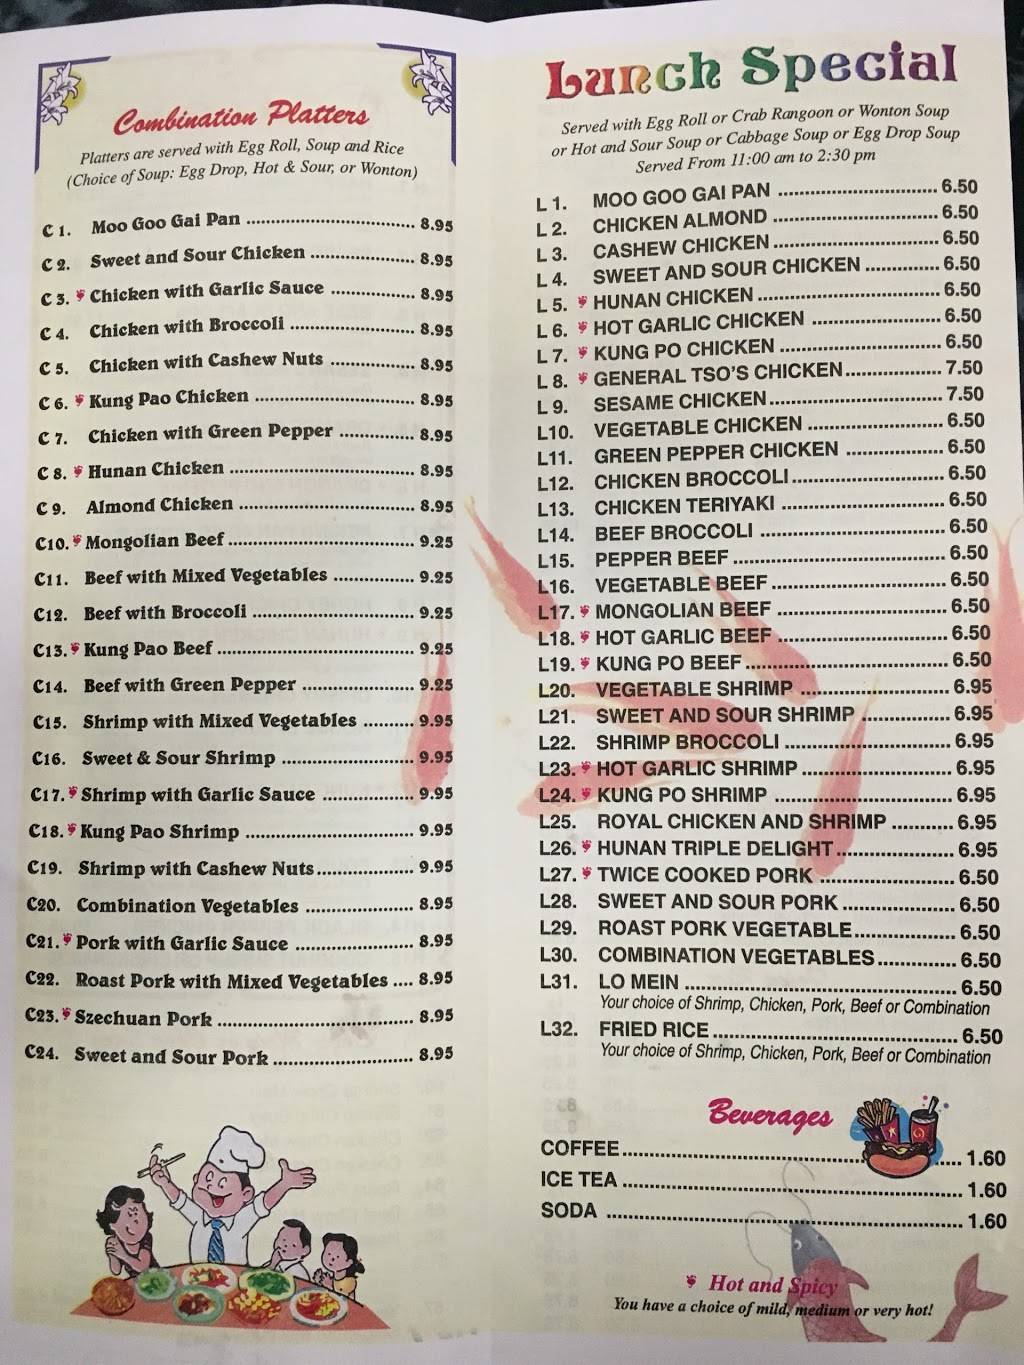 Combination Platters
Platters are served with Egg Roll, Soup and Rice
(Choice of Soup: Egg Drop, Hot & Sour, or Wonton)
C 1. Moo Goo Gai Pan 8.95
C 2. Sweet and Sour Chicken 8.95
C 3. Chicken with Garlic Sauce 8.95
C 4. Chicken with Broccoli 8.95
C 5. Chicken with Cashew Nuts 8.95
C 6. Kung Pao Chicken 8.95
C 7. Chicken with Green Pepper 8.95
C 8. Hunan Chicken 8.95
C 9. Almond Chicken 8.95
C10. Mongolian Beef 9.25
C11. Beef with Mixed Vegetables 9.25
C12. Beef with Broccoli 9.25
C13. Kung Pao Beef 9.25
C14. Beef with Green Pepper 9.25
C15. Shrimp with Mixed Vegetables 9.95
C16. Sweet & Sour Shrimp 9.95
C17. Shrimp with Garlic Sauce 9.95
C18. Kung Pao Shrimp 9.95
C19. Shrimp with Cashew Nuts 9.95
C20. Combination Vegetables 8.95
C21. Pork with Garlic Sauce 8.95
C22. Roast Pork with Mixed Vegetables 8.95
C23. Szechuan Pork 8.95
C24. Sweet and Sour Pork 8.95
Lunch Special
Served with Egg Roll or Crab Rangoon or Wonton Soup
or Hot and Sour Soup or Cabbage Soup or Egg Drop Soup
Served From 11:00 am to 2:30 pm
L 1. MOO GOO GAI PAN 6.50
L 2. CHICKEN ALMOND 6.50
L 3. CASHEW CHICKEN 6.50
L 4. SWEET AND SOUR CHICKEN 6.50
L 5. HUNAN CHICKEN 6.50
L 6. HOT GARLIC CHICKEN 6.50
L 7. KUNG PO CHICKEN 6.50
L 8. GENERAL TSO'S CHICKEN 7.50
L 9. SESAME CHICKEN 7.50
L10. VEGETABLE CHICKEN 6.50
L11. GREEN PEPPER CHICKEN 6.50
L12. CHICKEN BROCCOLI 6.50
L13. CHICKEN TERIYAKI 6.50
L14. BEEF BROCCOLI 6.50
L15. PEPPER BEEF 6.50
L16. VEGETABLE BEEF 6.50
L17. MONGOLIAN BEEF 6.50
L18. HOT GARLIC BEEF 6.50
L19. KUNG PO BEEF 6.50
L20. VEGETABLE SHRIMP 6.95
L21. SWEET AND SOUR SHRIMP 6.95
L22. SHRIMP BROCCOLI 6.95
L23. HOT GARLIC SHRIMP 6.95
L24. KUNG PO SHRIMP 6.95
L25. ROYAL CHICKEN AND SHRIMP 6.95
L26. HUNAN TRIPLE DELIGHT 6.95
L27. TWICE COOKED PORK 6.50
L28. SWEET AND SOUR PORK 6.50
L29. ROAST PORK VEGETABLE 6.50
L30. COMBINATION VEGETABLES 6.50
L31. LO MEIN 6.50
Your choice of Shrimp, Chicken, Pork, Beef or Combination
L32. FRIED RICE 6.50
Your choice of Shrimp, Chicken, Pork, Beef or Combination
Beverages
COFFEE 1.60
ICE TEA 1.60
SODA 1.60
Hot and Spicy
You have a choice of mild, medium or very hot!